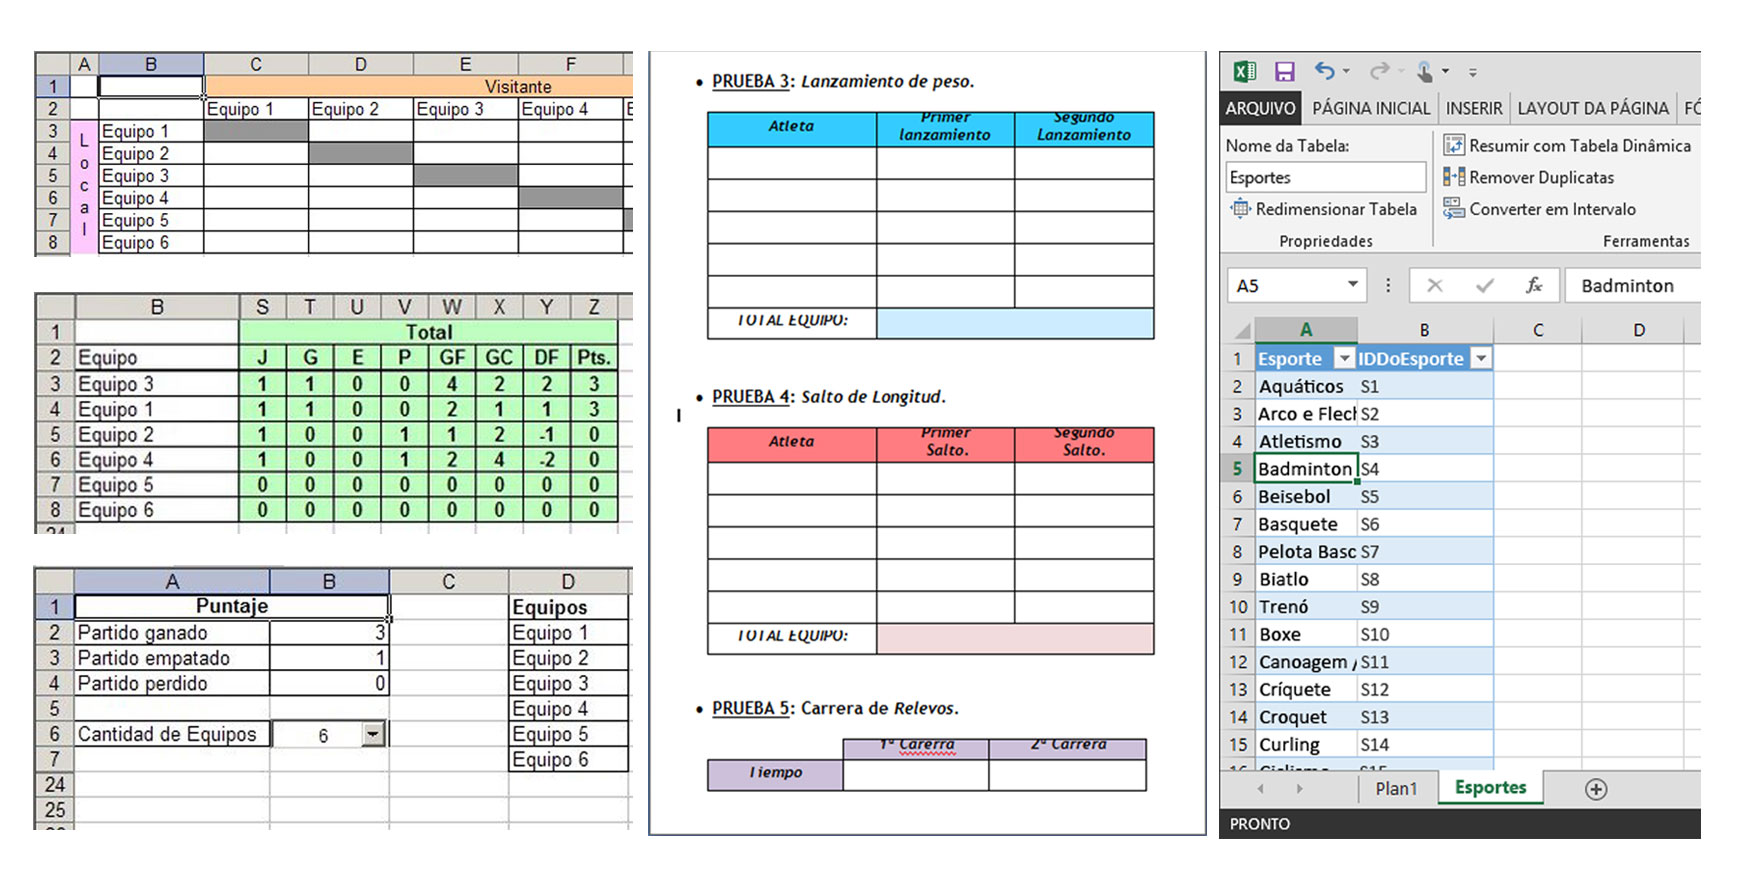 A B C D E F
1 Visitante
2 Equipo 1 Equipo 2 Equipo 3 Equipo 4 E
Local
3 Equipo 1
4 Equipo 2
5 Equipo 3
6 Equipo 4
7 Equipo 5
8 Equipo 6
B S T U V W X Y Z
1 Total
2 Equipo J G E P GF GC DF Pts.
3 Equipo 3 1 1 0 0 4 2 2 3
4 Equipo 1 1 1 0 0 2 1 1 3
5 Equipo 2 1 0 0 1 1 2 -1 0
6 Equipo 4 1 0 0 1 2 4 -2 0
7 Equipo 5 0 0 0 0 0 0 0 0
8 Equipo 6 0 0 0 0 0 0 0 0
24
A B C D
1 Puntaje Equipos
2 Partido ganado 3 Equipo 1
3 Partido empatado 1 Equipo 2
4 Partido perdido 0 Equipo 3
5 Equipo 4
6 Cantidad de Equipos 6 Equipo 5
7 Equipo 6
24
25
• PRUEBA 3: Lanzamiento de peso.
Atleta Primer lanzamiento Segundo Lanzamiento
TOTAL EQUIPO:
• PRUEBA 4: Salto de Longitud.
Atleta Primer Salto. Segundo Salto.
TOTAL EQUIPO:
• PRUEBA 5: Carrera de Relevos.
1ª Carerra 2ª Carrera
Tiempo
ARQUIVO PÁGINA INICIAL INSERIR LAYOUT DA PÁGINA FÓ
Nome da Tabela: Resumir com Tabela Dinâmica
Esportes Remover Duplicatas
Redimensionar Tabela Converter em Intervalo
Propriedades Ferramentas
A5 fx Badminton
A B C D
1 Esporte IDDoEsporte
2 Aquáticos S1
3 Arco e Flech S2
4 Atletismo S3
5 Badminton S4
6 Beisebol S5
7 Basquete S6
8 Pelota Basc S7
9 Biatlo S8
10 Trenó S9
11 Boxe S10
12 Canoagem / S11
13 Críquete S12
14 Croquet S13
15 Curling S14
16 Ciclismo S15
Plan1 Esportes
PRONTO